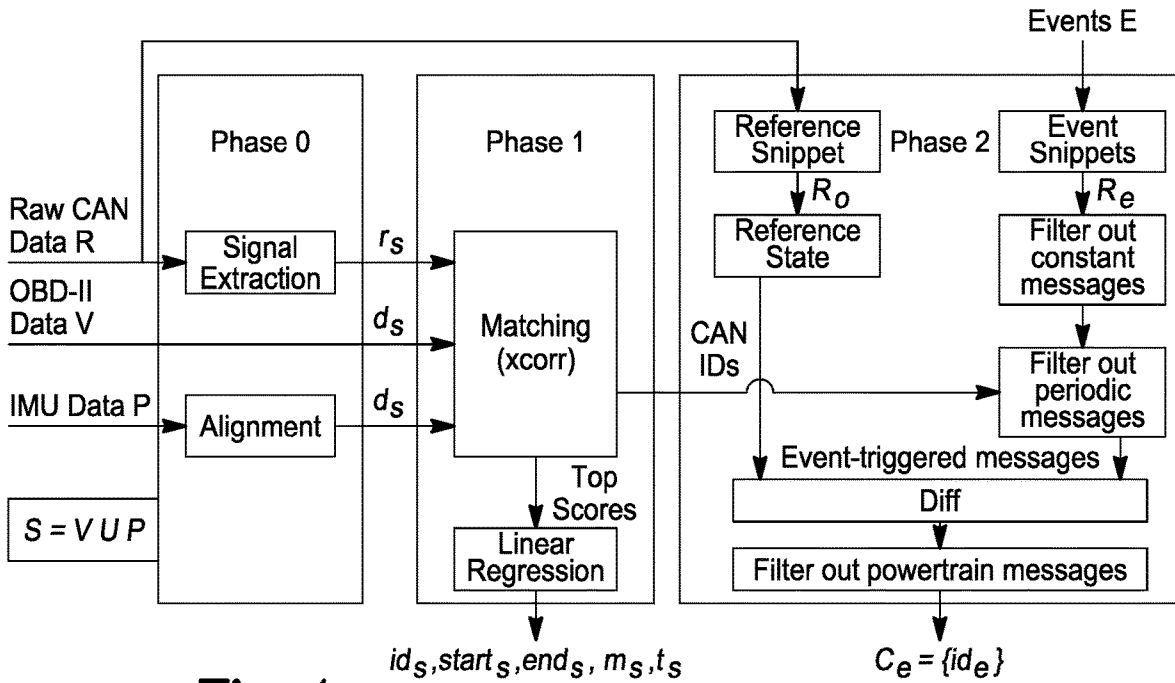 Events E
Phase 0
Phase 1
Reference
Snippet
Phase 2
Event
Snippets
Raw CAN
Data R
Signal
Extraction
r_s
R_o
R_e
Reference
State
Filter out
constant
messages
OBD-II
Data V
d_s
Matching
(xcorr)
CAN
IDs
Filter out
periodic
messages
IMU Data P
Alignment
d_s
Event-triggered messages
S = V U P
Top
Scores
Diff
Linear
Regression
Filter out powertrain messages
id_s,start_s,end_s, m_s,t_s
C_e = {id_e}